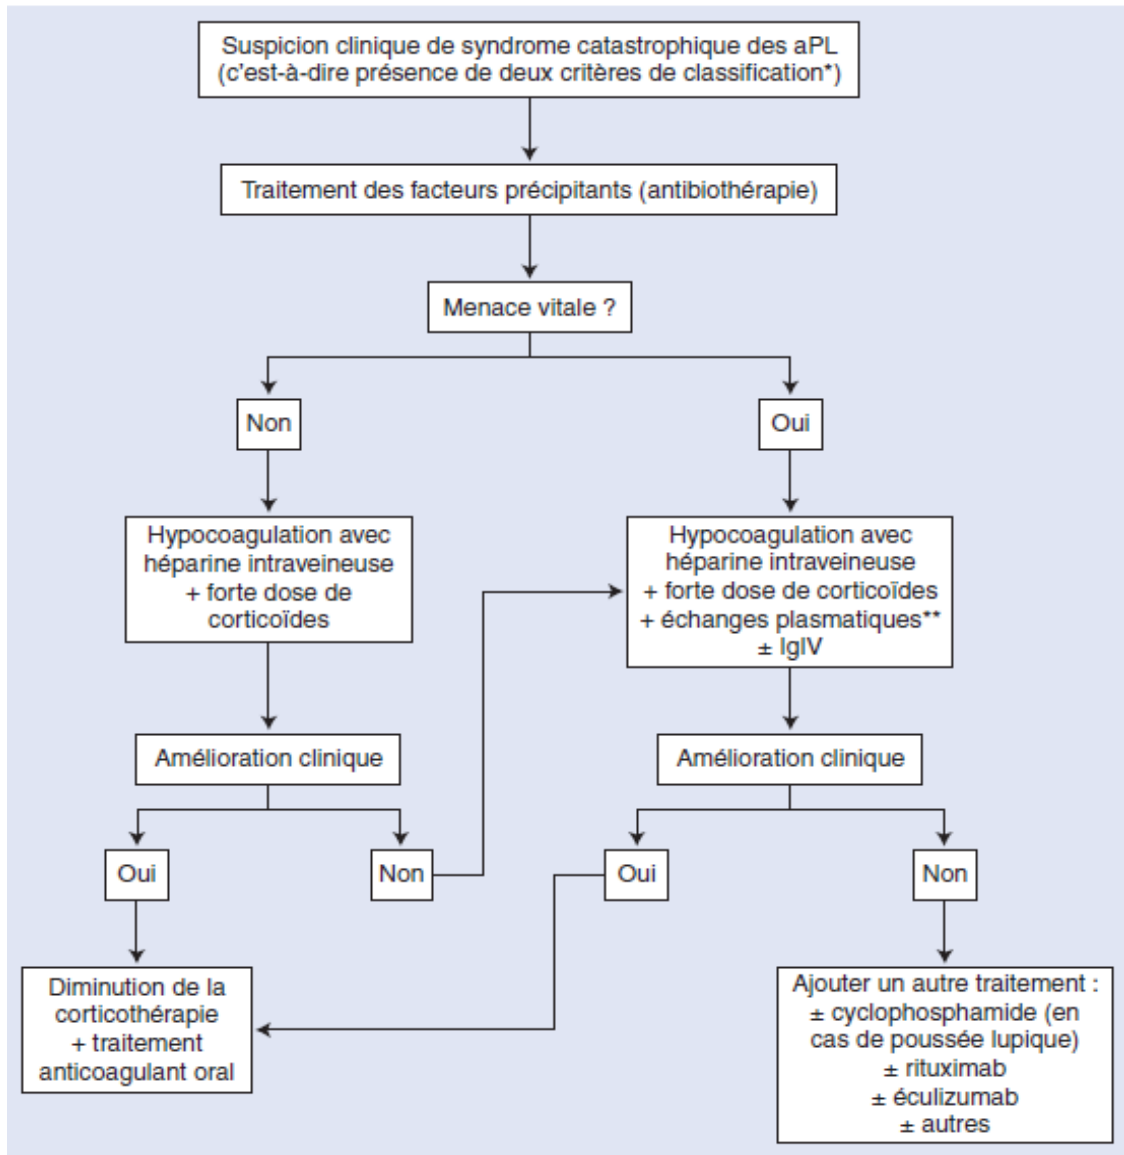 Suspicion clinique de syndrome catastrophique des aPL
(c'est-à-dire présence de deux critères de classification*)
Traitement des facteurs précipitants (antibiothérapie)
Menace vitale ?
Non
Oui
Hypocoagulation avec
héparine intraveineuse
+ forte dose de
corticoïdes
Hypocoagulation avec
héparine intraveineuse
+ forte dose de corticoïdes
+ échanges plasmatiques**
± IgIV
Amélioration clinique
Amélioration clinique
Oui
Non
Oui
Non
Diminution de la
corticothérapie
+ traitement
anticoagulant oral
Ajouter un autre traitement :
± cyclophosphamide (en
cas de poussée lupique)
± rituximab
± éculizumab
± autres